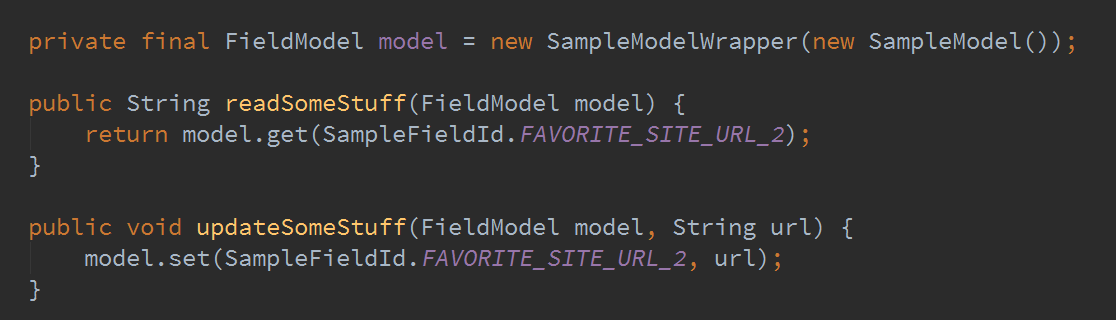 private final FieldModel model = new SampleModelWrapper(new SampleModel());
public String readSomeStuff(FieldModel model) {
return model.get(SampleFieldId.FAVORITE_SITE_URL_2);
}
public void updateSomeStuff(FieldModel model, String url) {
model.set(SampleFieldId.FAVORITE_SITE_URL_2, url);
}